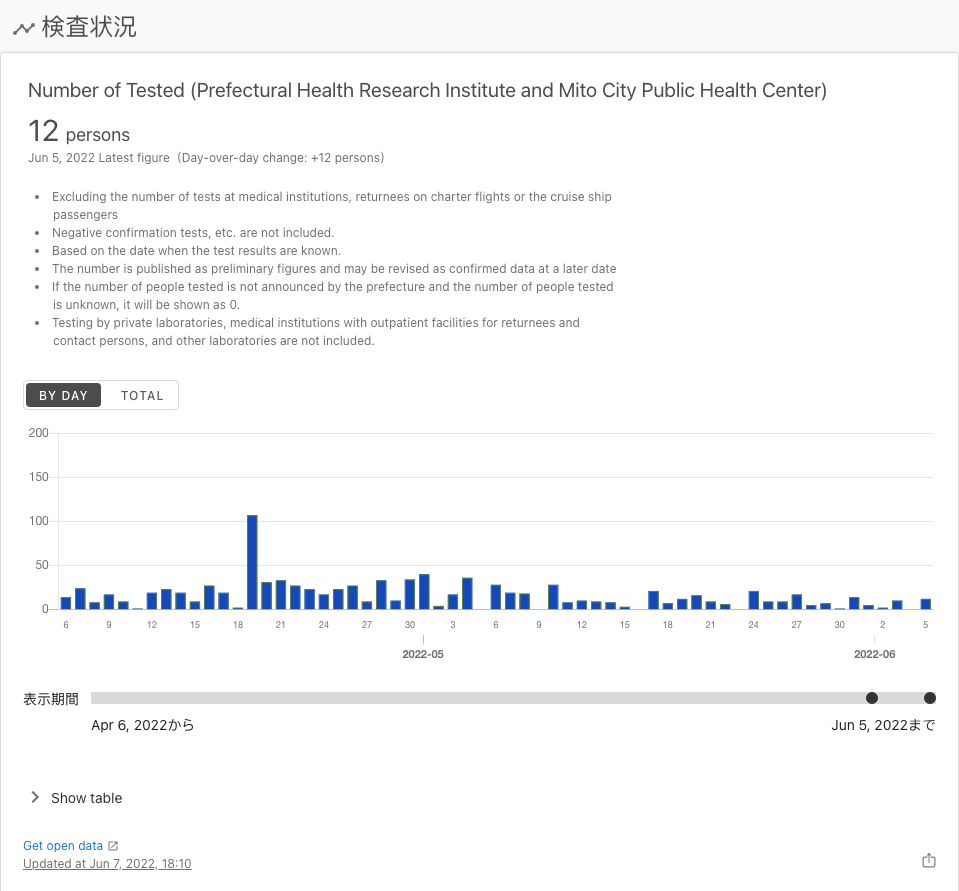 検査状況
Number of Tested (Prefectural Health Research Institute and Mito City Public Health Center)
12 persons
Jun 5, 2022 Latest figure（Day-over-day change: +12 persons）
• Excluding the number of tests at medical institutions, returnees on charter flights or the cruise ship
passengers
• Negative confirmation tests, etc. are not included.
• Based on the date when the test results are known.
• The number is published as preliminary figures and may be revised as confirmed data at a later date
• If the number of people tested is not announced by the prefecture and the number of people tested
is unknown, it will be shown as 0.
• Testing by private laboratories, medical institutions with outpatient facilities for returnees and
contact persons, and other laboratories are not included.
BY DAY TOTAL
200
150
100
50
0
6 9 12 15 18 21 24 27 30 3 6 9 12 15 18 21 24 27 30 2 5
2022-05 2022-06
表示期間
Apr 6, 2022から Jun 5, 2022まで
Show table
Get open data
Updated at Jun 7, 2022, 18:10